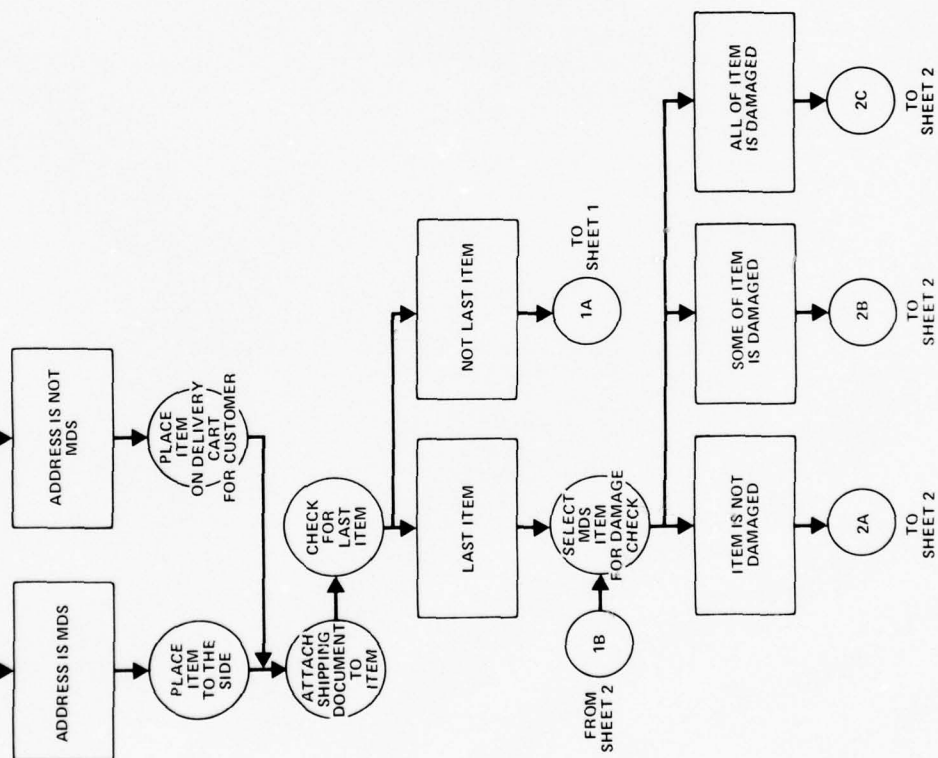 ADDRESS IS MDS
ADDRESS IS NOT
MDS
PLACE
ITEM
TO THE
SIDE
PLACE
ITEM
ON DELIVERY
CART
FOR CUSTOMER
ATTACH
SHIPPING
DOCUMENT
TO
ITEM
CHECK
FOR
LAST
ITEM
LAST ITEM
NOT LAST ITEM
1A
TO
SHEET 1
FROM
SHEET 2
1B
SELECT
MDS
ITEM
FOR DAMAGE
CHECK
ITEM IS NOT
DAMAGED
SOME OF ITEM
IS DAMAGED
ALL OF ITEM
IS DAMAGED
2A
TO
SHEET 2
2B
TO
SHEET 2
2C
TO
SHEET 2